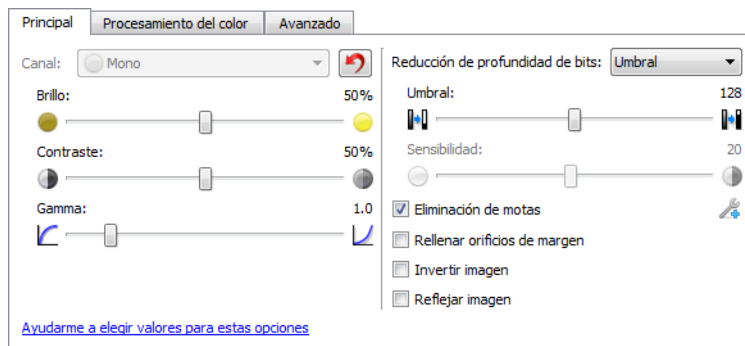 Principal Procesamiento del color Avanzado
Canal: Mono
Brillo: 50%
Contraste: 50%
Gamma: 1.0
Ayudarme a elegir valores para estas opciones
Reducción de profundidad de bits: Umbral
Umbral: 128
Sensibilidad: 20
Eliminación de motas
Rellenar orificios de margen
Invertir imagen
Reflejar imagen